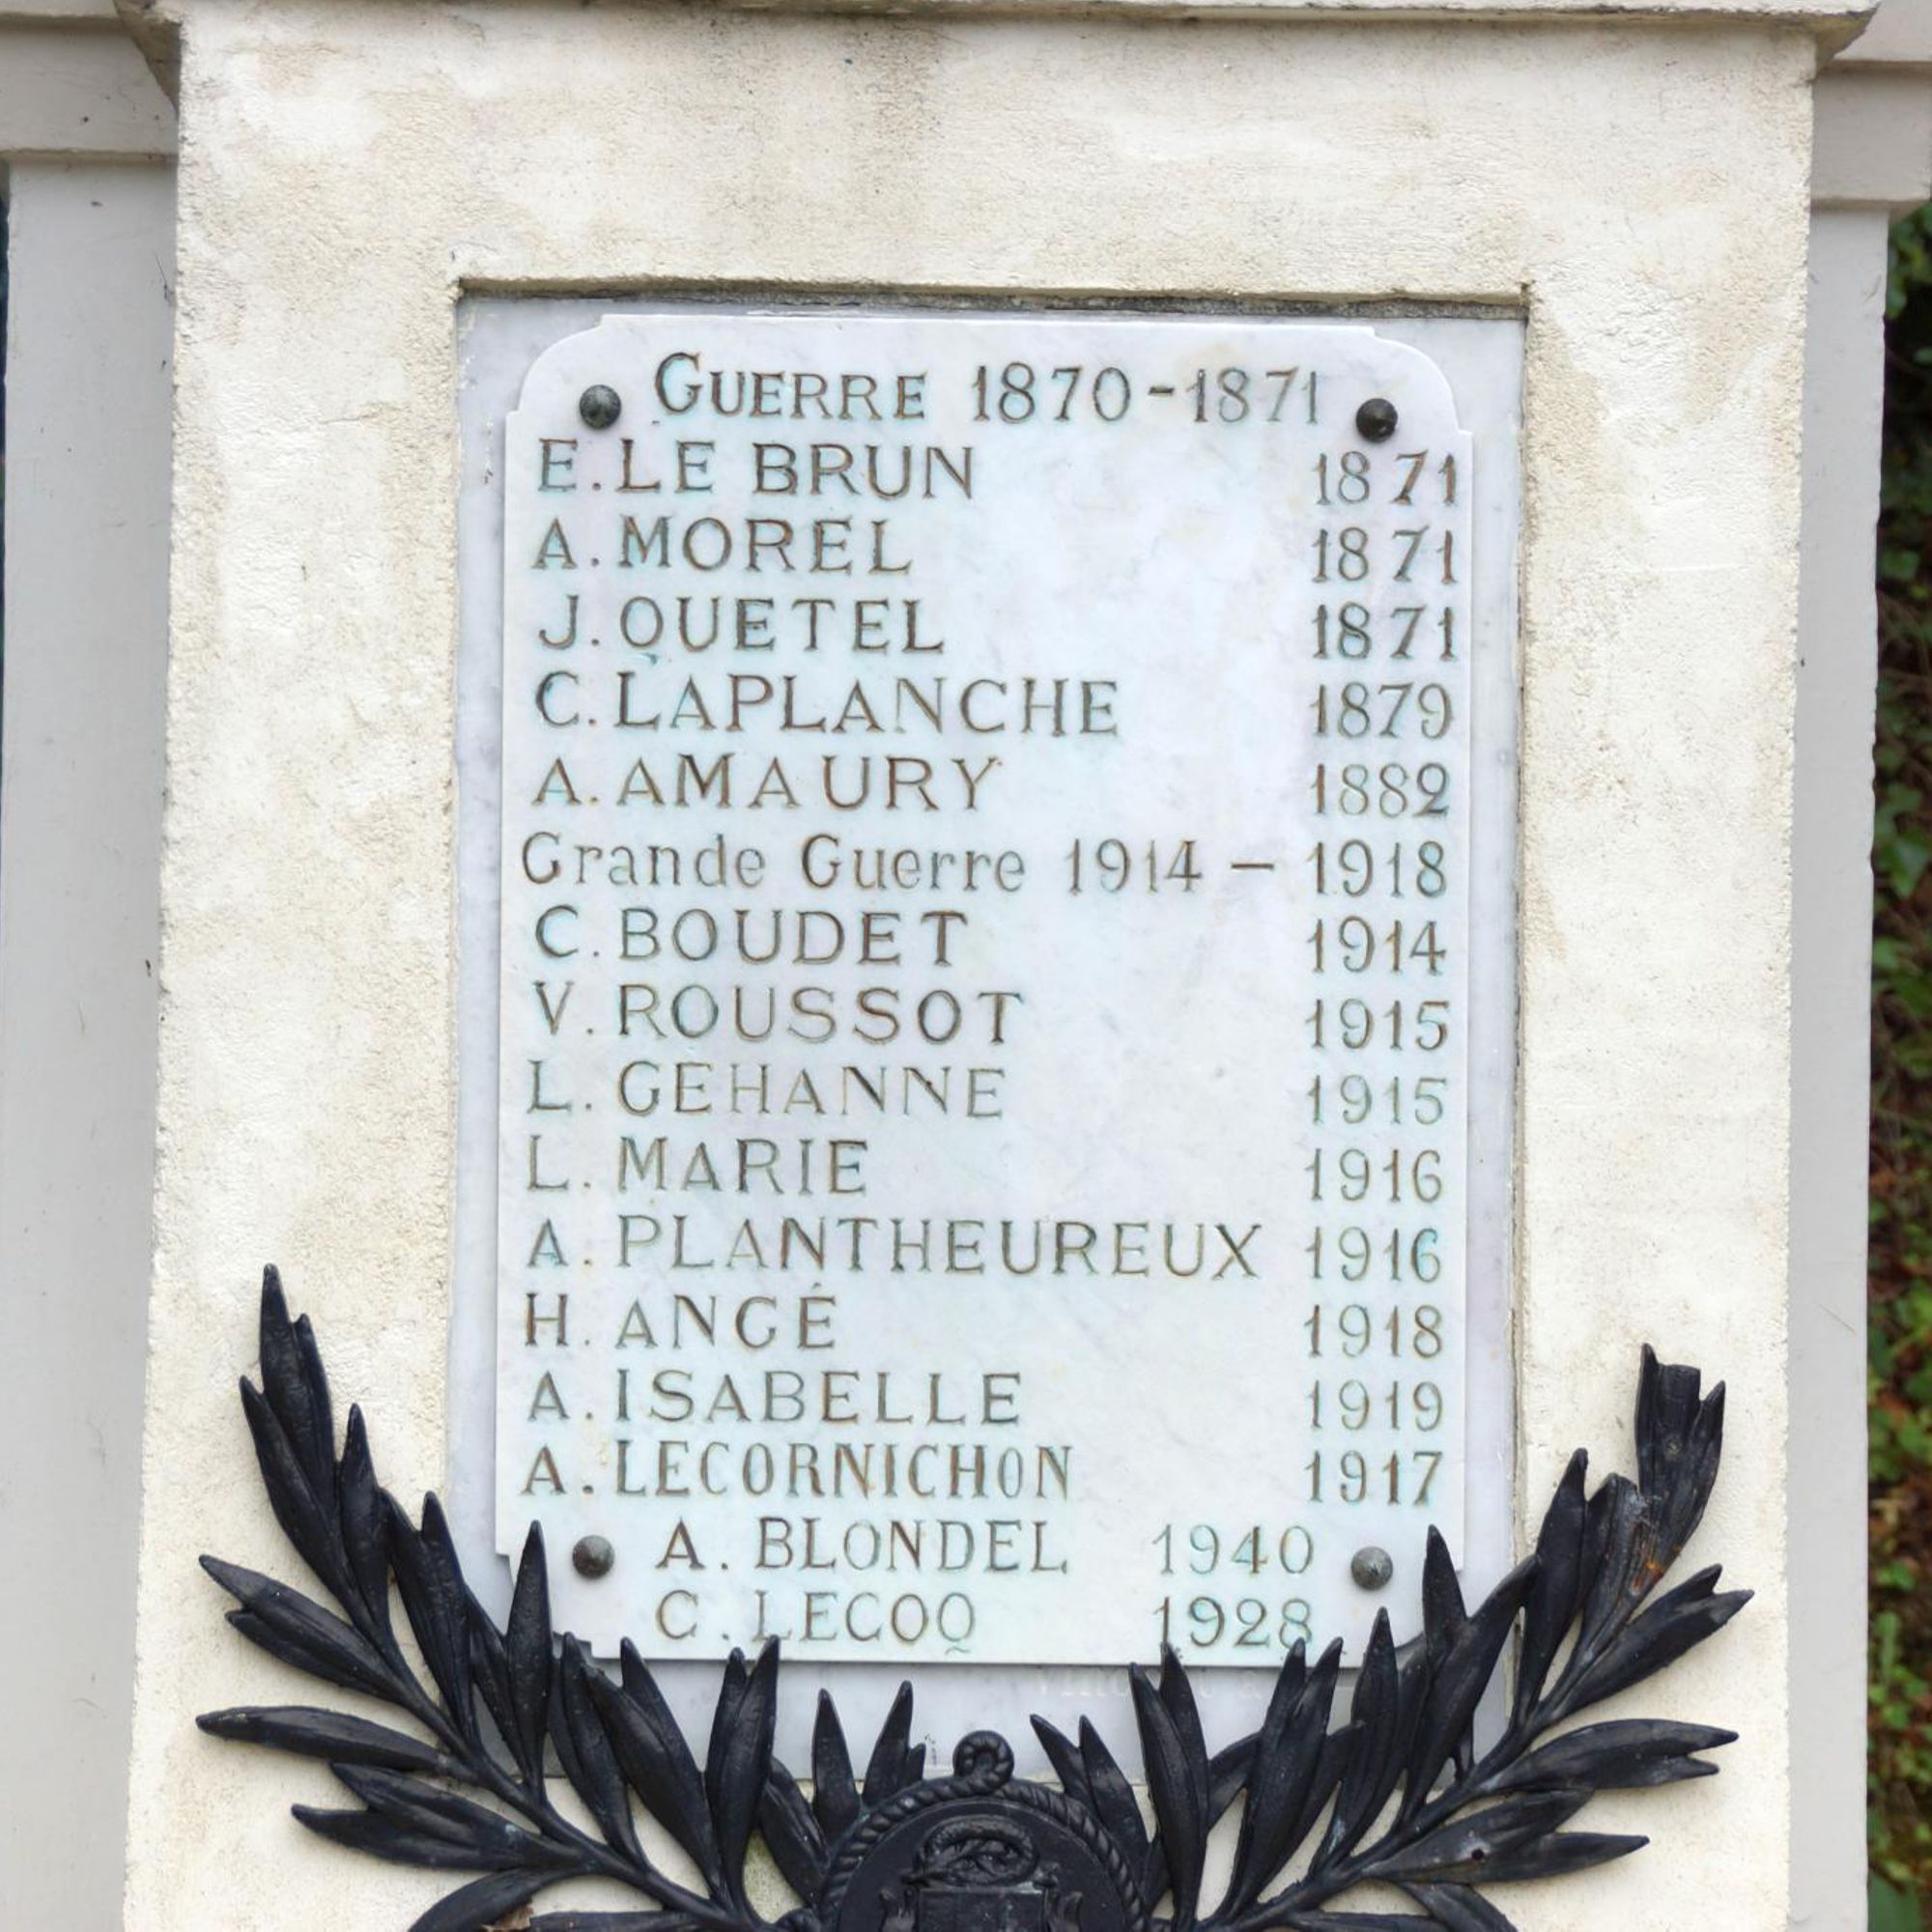 GUERRE 1870-1871
E. LE BRUN 1871
A. MOREL 1871
J. QUETEL 1871
C. LAPLANCHE 1879
A. AMAURY 1882
Grande Guerre 1914 – 1918
C. BOUDET 1914
V. ROUSSOT 1915
L. GEHANNE 1915
L. MARIE 1916
A. PLANTHEUREUX 1916
H. ANGÉ 1918
A. ISABELLE 1919
A. LECORNICHON 1917
A. BLONDEL 1940
C. LECOQ 1928